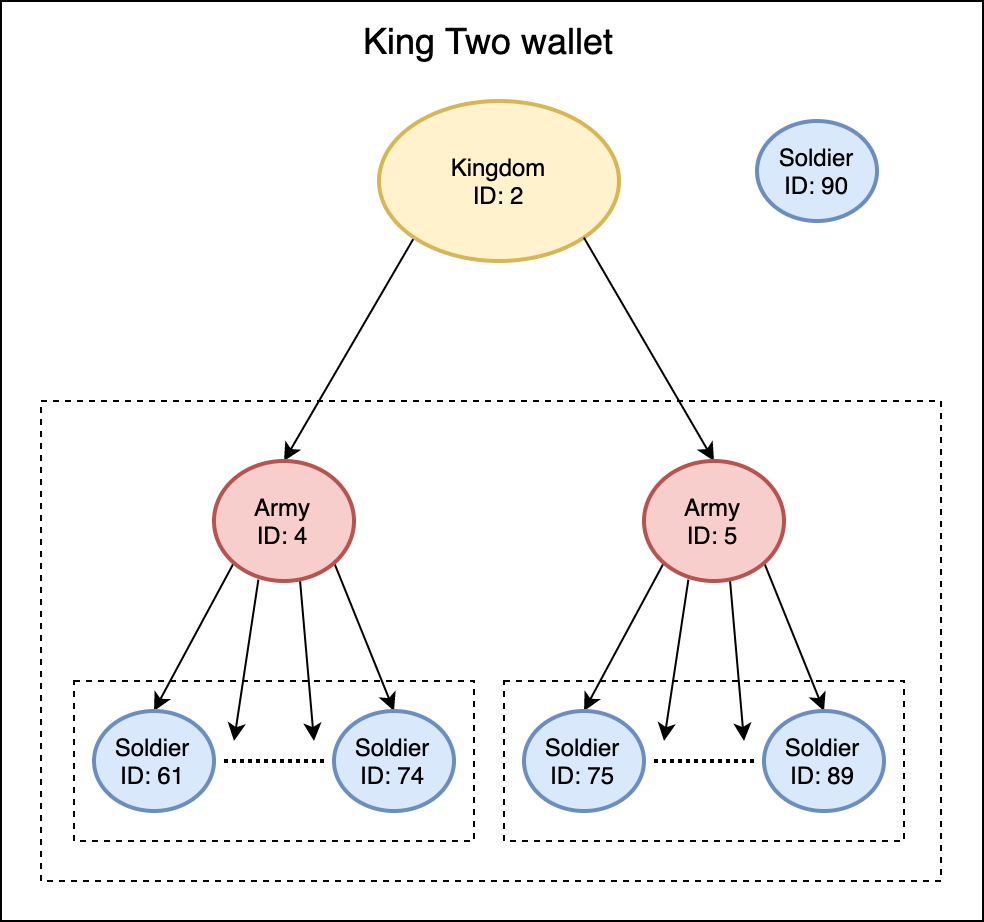 King Two wallet
Kingdom
ID: 2
Soldier
ID: 90
Army
ID: 4
Army
ID: 5
Soldier
ID: 61
Soldier
ID: 74
Soldier
ID: 75
Soldier
ID: 89